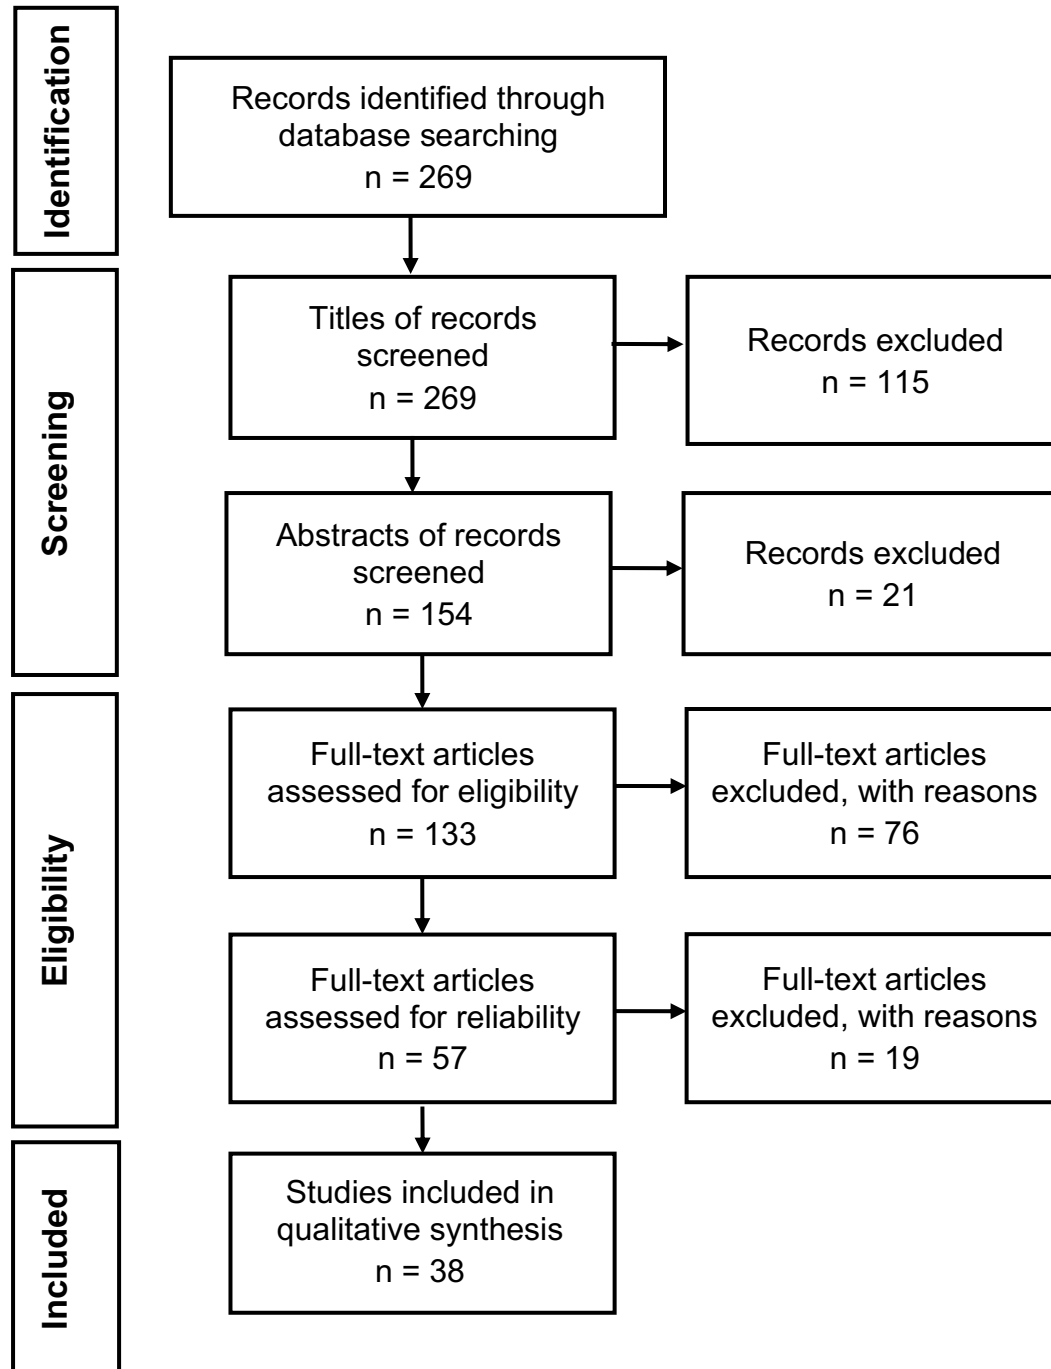 Identification
Records identified through
database searching
n = 269
Screening
Titles of records
screened
n = 269
Records excluded
n = 115
Abstracts of records
screened
n = 154
Records excluded
n = 21
Eligibility
Full-text articles
assessed for eligibility
n = 133
Full-text articles
excluded, with reasons
n = 76
Full-text articles
assessed for reliability
n = 57
Full-text articles
excluded, with reasons
n = 19
Included
Studies included in
qualitative synthesis
n = 38